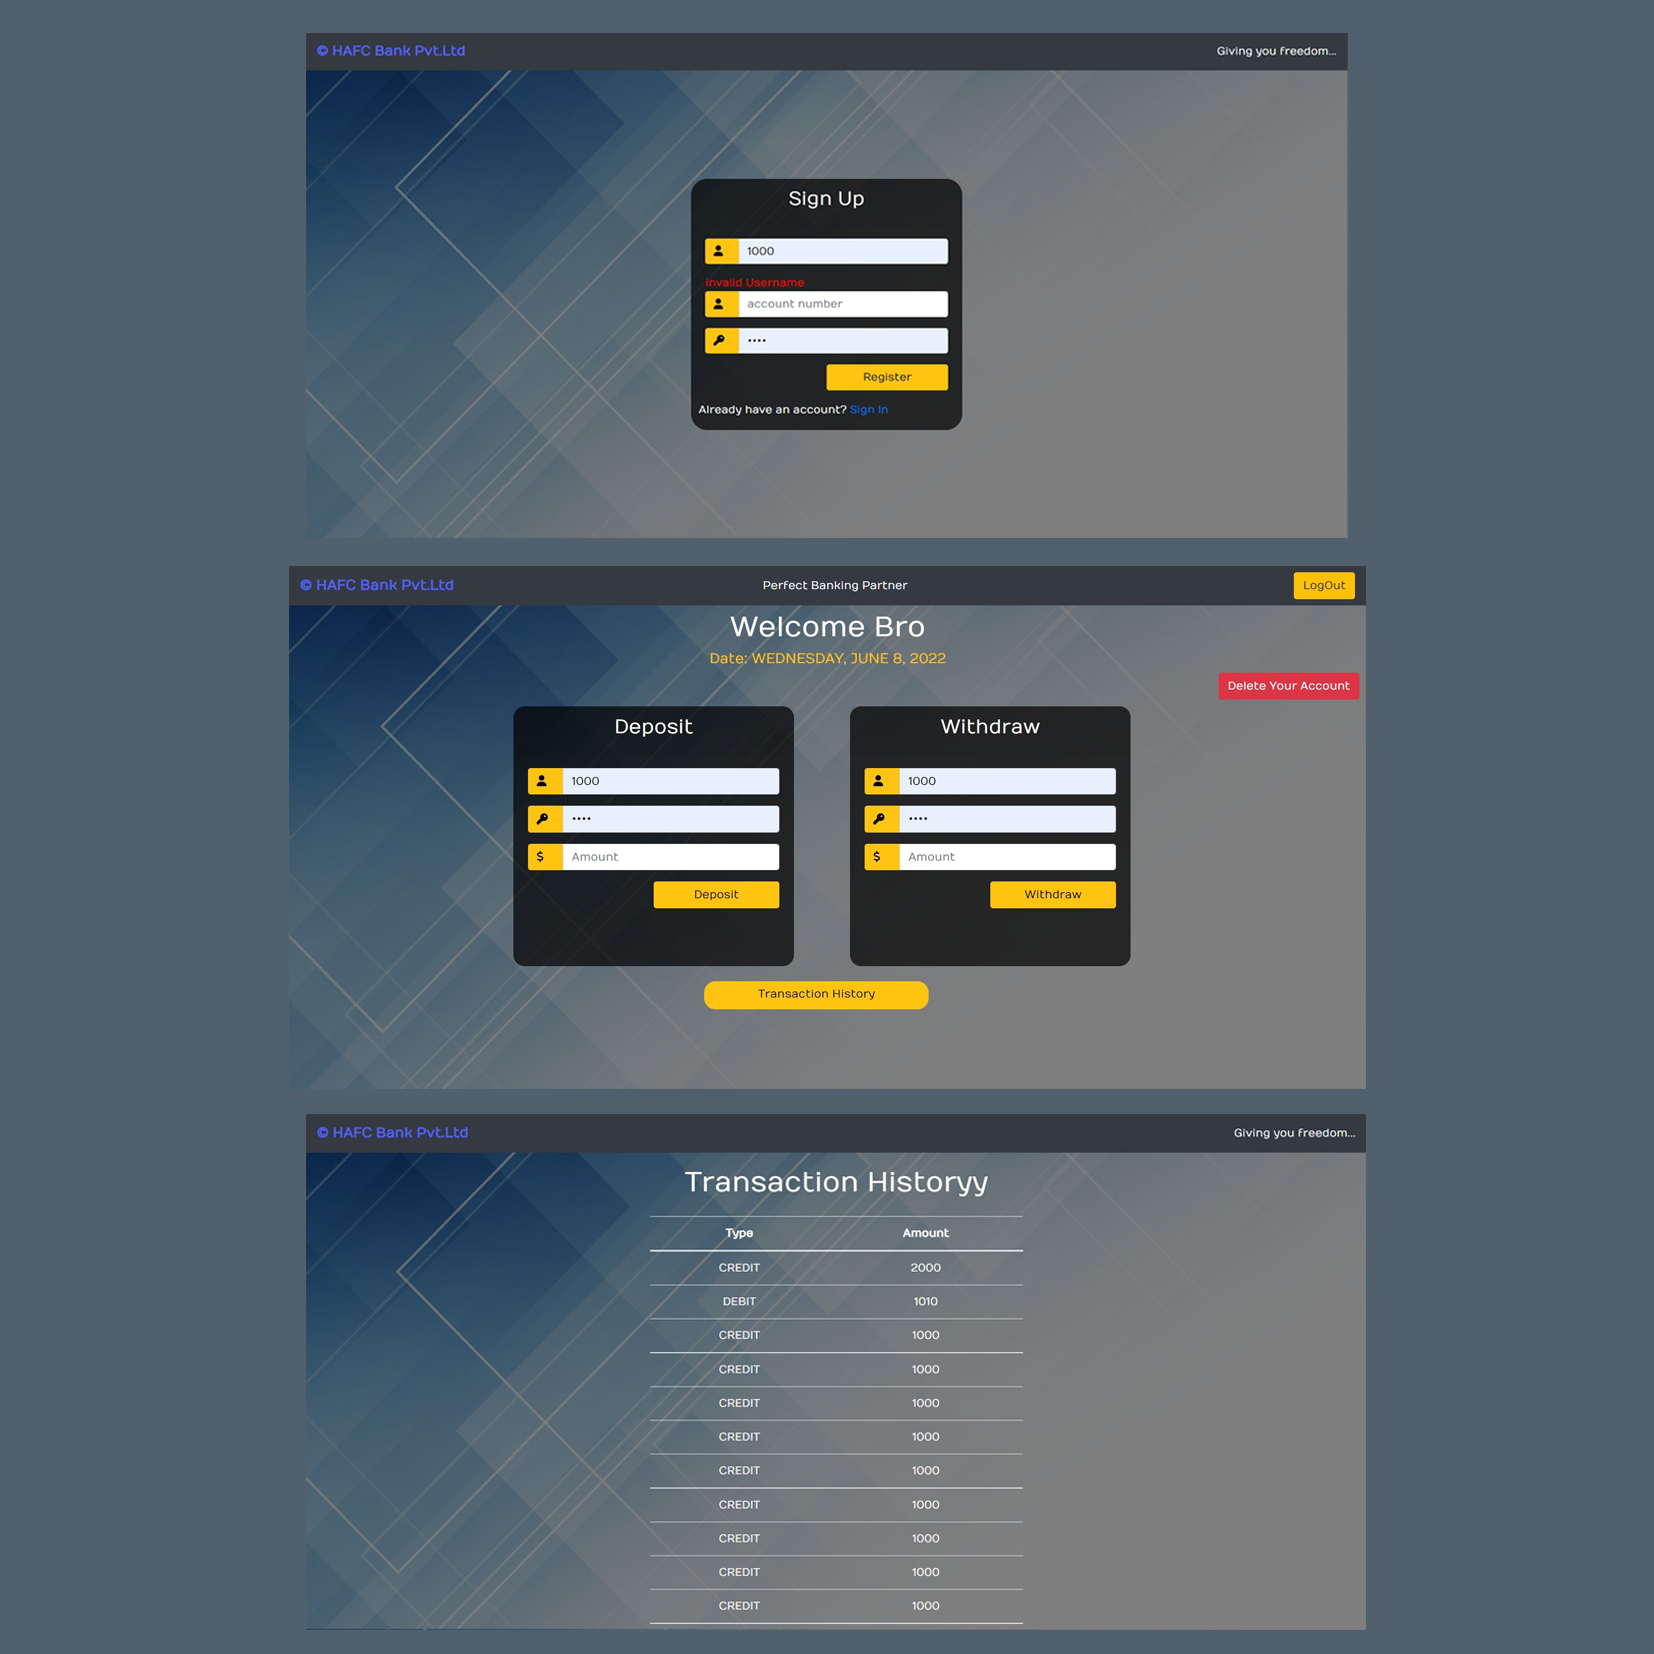 © HAFC Bank Pvt.Ltd
Giving you freedom...
Sign Up
1000
Invalid Username
account number
••••
Register
Already have an account? Sign In
© HAFC Bank Pvt.Ltd
Perfect Banking Partner
LogOut
Welcome Bro
Date: WEDNESDAY, JUNE 8, 2022
Delete Your Account
Deposit
1000
••••
$ Amount
Deposit
Withdraw
1000
••••
$ Amount
Withdraw
Transaction History
© HAFC Bank Pvt.Ltd
Giving you freedom...
Transaction Historyy
Type Amount
CREDIT 2000
DEBIT 1010
CREDIT 1000
CREDIT 1000
CREDIT 1000
CREDIT 1000
CREDIT 1000
CREDIT 1000
CREDIT 1000
CREDIT 1000
CREDIT 1000